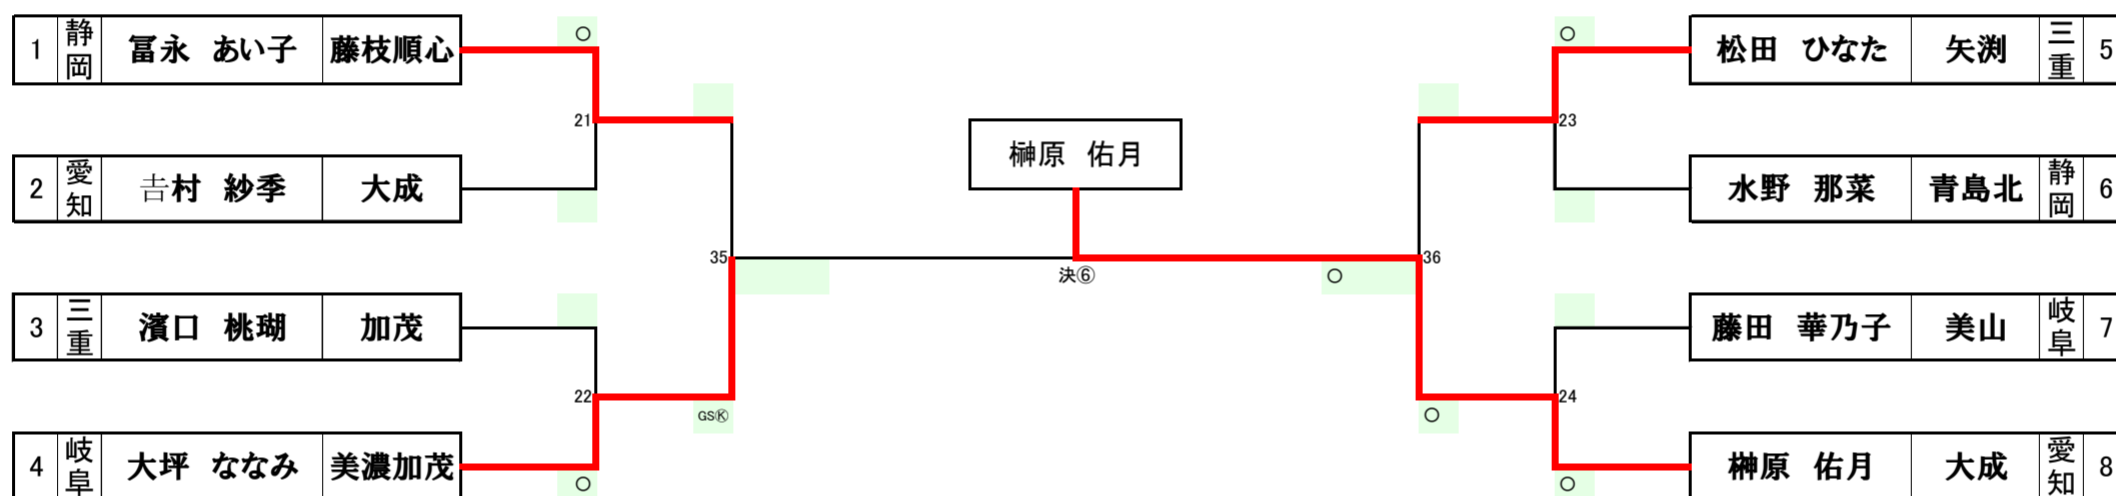 1 静岡 冨永 あい子 藤枝順心 ○
○ 松田 ひなた 矢渕 三重 5
21
23
榊原 佑月
2 愛知 𠮷村 紗季 大成
水野 那菜 青島北 静岡 6
35
決⑥
○
36
3 三重 濱口 桃瑚 加茂
藤田 華乃子 美山 岐阜 7
22
GSⓀ
○
24
4 岐阜 大坪 ななみ 美濃加茂 ○
○ 榊原 佑月 大成 愛知 8